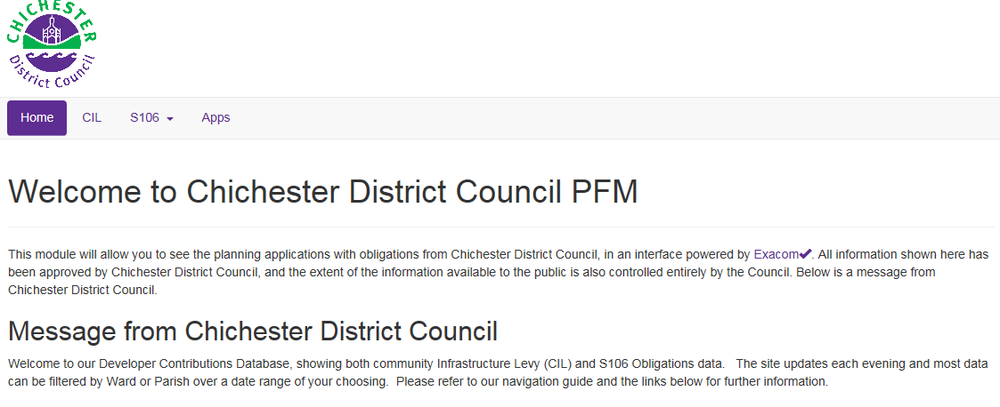 CHICHESTER
District Council
Home CIL S106 Apps
Welcome to Chichester District Council PFM
This module will allow you to see the planning applications with obligations from Chichester District Council, in an interface powered by Exacom✔. All information shown here has
been approved by Chichester District Council, and the extent of the information available to the public is also controlled entirely by the Council. Below is a message from
Chichester District Council.
Message from Chichester District Council
Welcome to our Developer Contributions Database, showing both community Infrastructure Levy (CIL) and S106 Obligations data.   The site updates each evening and most data
can be filtered by Ward or Parish over a date range of your choosing.  Please refer to our navigation guide and the links below for further information.